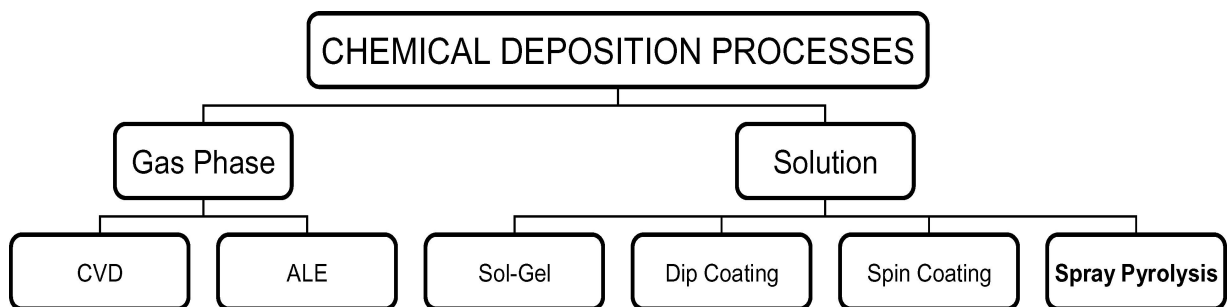 CHEMICAL DEPOSITION PROCESSES
Gas Phase
Solution
CVD
ALE
Sol-Gel
Dip Coating
Spin Coating
Spray Pyrolysis